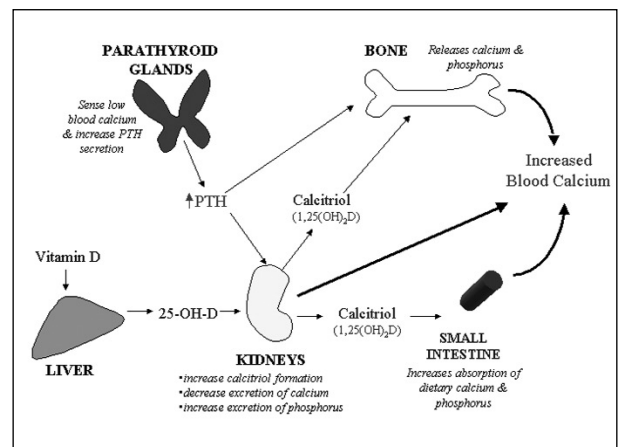 PARATHYROID
GLANDS
Sense low
blood calcium
& increase PTH
secretion
BONE
Releases calcium &
phosphorus
Increased
Blood Calcium
↑PTH
Calcitriol
(1,25(OH)₂D)
Vitamin D
25-OH-D
LIVER
KIDNEYS
•increase calcitriol formation
•decrease excretion of calcium
•increase excretion of phosphorus
Calcitriol
(1,25(OH)₂D)
SMALL
INTESTINE
Increases absorption of
dietary calcium &
phosphorus